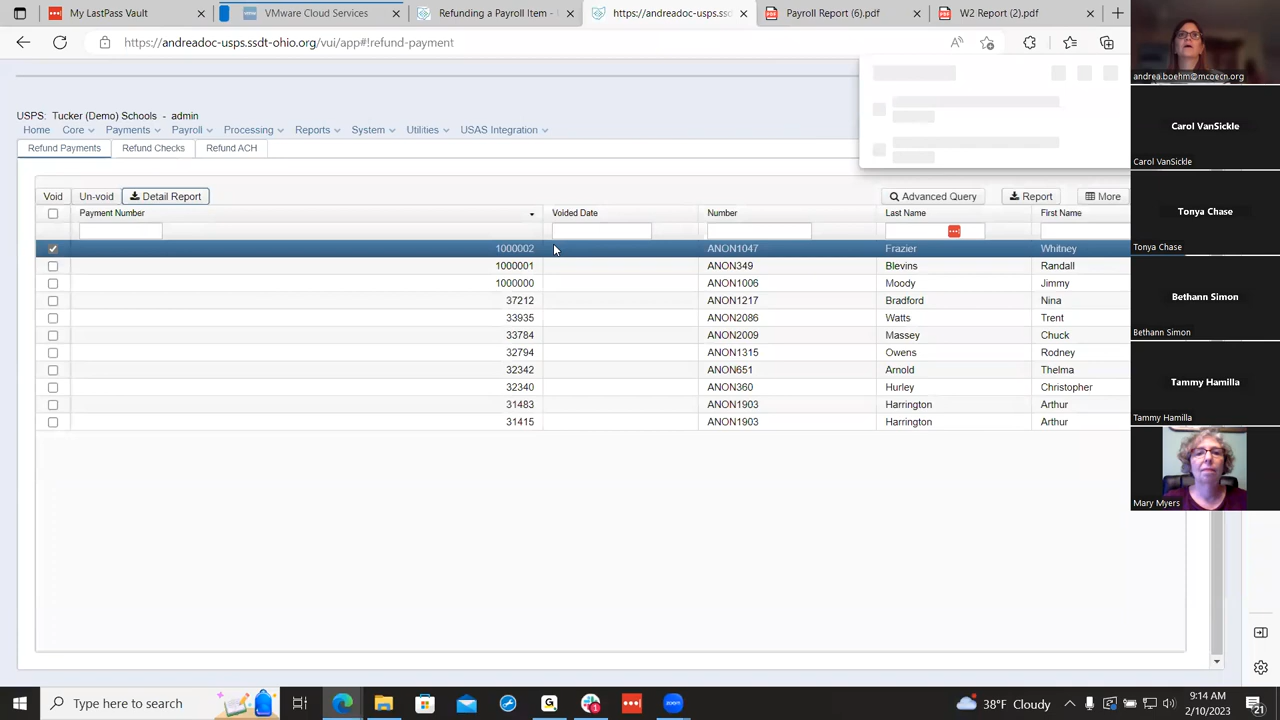 My LastPass Vault
VMware Cloud Services
Refunding a Payroll Item -
https://andreadoc-usps.ssd
Payroll Report (6).pdf
W2 Report (2).pdf
https://andreadoc-usps.ssdt-ohio.org/vui/app#!refund-payment
andrea.boehm@mcoecn.org
USPS: Tucker (Demo) Schools - admin
Home Core Payments Payroll Processing Reports System Utilities USAS Integration
Refund Payments Refund Checks Refund ACH
Void Un-void Detail Report Advanced Query Report More
Payment Number Voided Date Number Last Name First Name
1000002 ANON1047 Frazier Whitney
1000001 ANON349 Blevins Randall
1000000 ANON1006 Moody Jimmy
37212 ANON1217 Bradford Nina
33935 ANON2086 Watts Trent
33784 ANON2009 Massey Chuck
32794 ANON1315 Owens Rodney
32342 ANON651 Arnold Thelma
32340 ANON360 Hurley Christopher
31483 ANON1903 Harrington Arthur
31415 ANON1903 Harrington Arthur
Carol VanSickle
Carol VanSickle
Tonya Chase
Tonya Chase
Bethann Simon
Bethann Simon
Tammy Hamilla
Tammy Hamilla
Mary Myers
Type here to search
38°F Cloudy
9:14 AM
2/10/2023
21